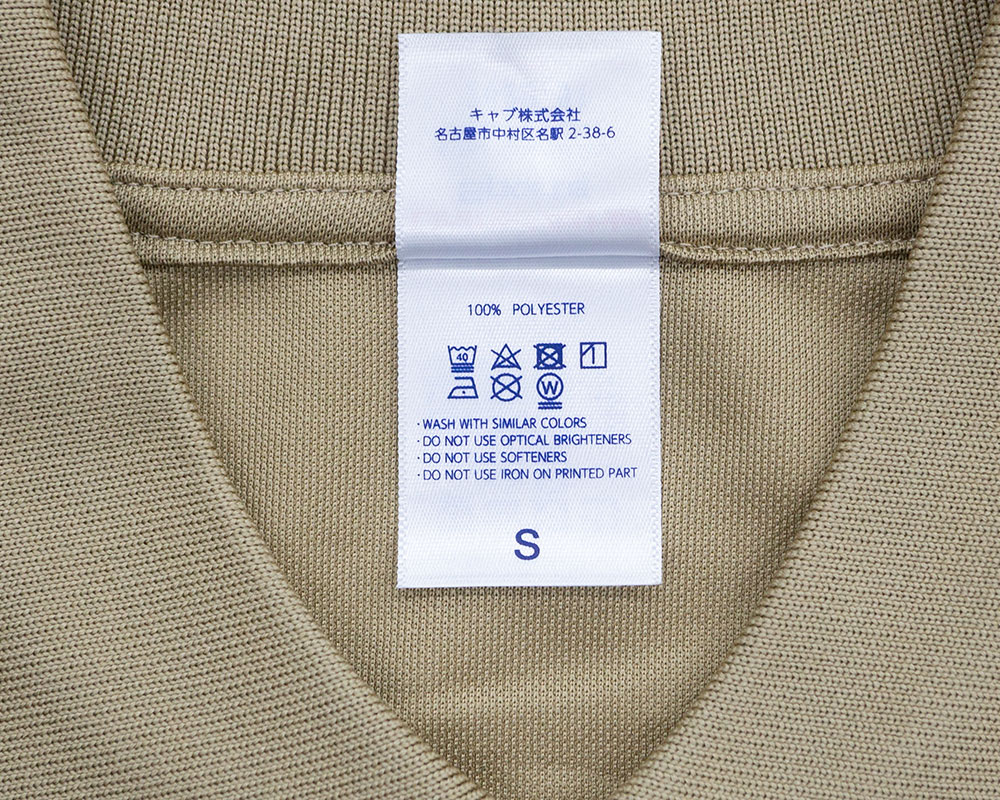 キャブ株式会社
名古屋市中村区名駅 2-38-6
100% POLYESTER
40
W
· WASH WITH SIMILAR COLORS
· DO NOT USE OPTICAL BRIGHTENERS
· DO NOT USE SOFTENERS
· DO NOT USE IRON ON PRINTED PART
S